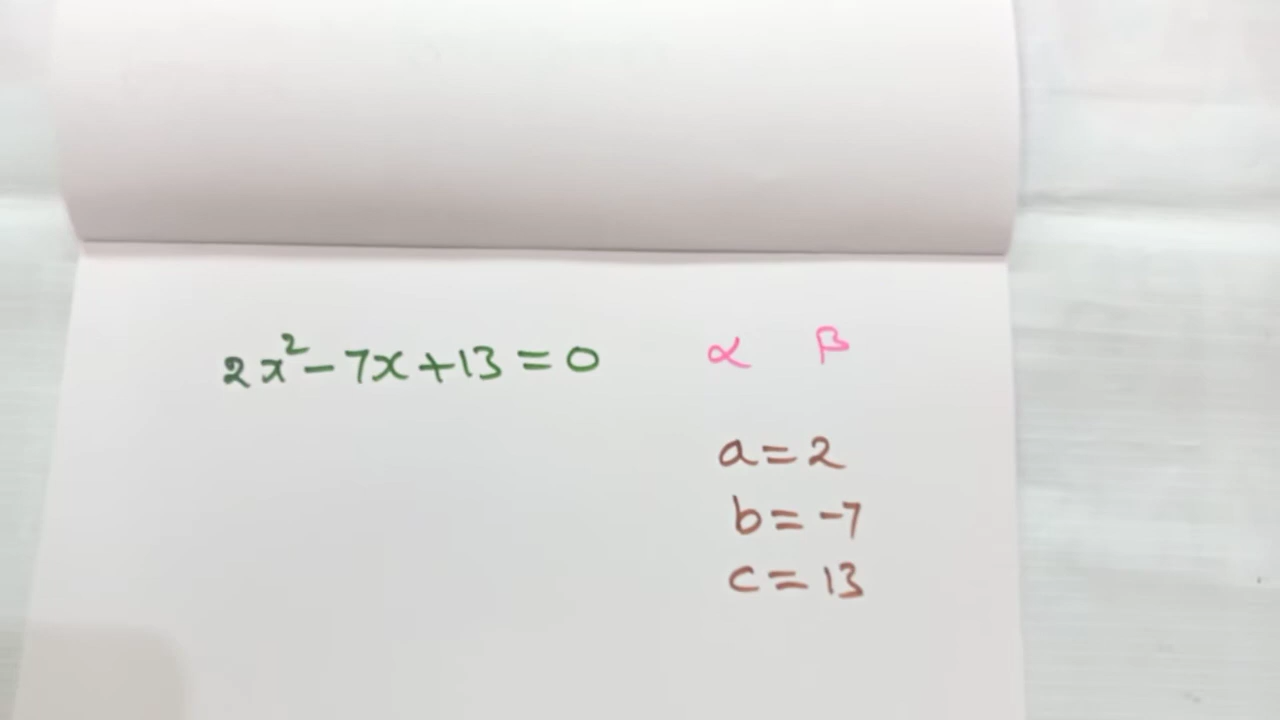 2x² - 7x + 13 = 0 α β
a = 2
b = -7
c = 13